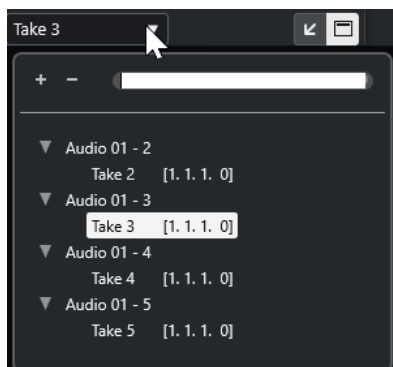 Take 3
+ −
Audio 01 - 2
Take 2 [1. 1. 1. 0]
Audio 01 - 3
Take 3 [1. 1. 1. 0]
Audio 01 - 4
Take 4 [1. 1. 1. 0]
Audio 01 - 5
Take 5 [1. 1. 1. 0]